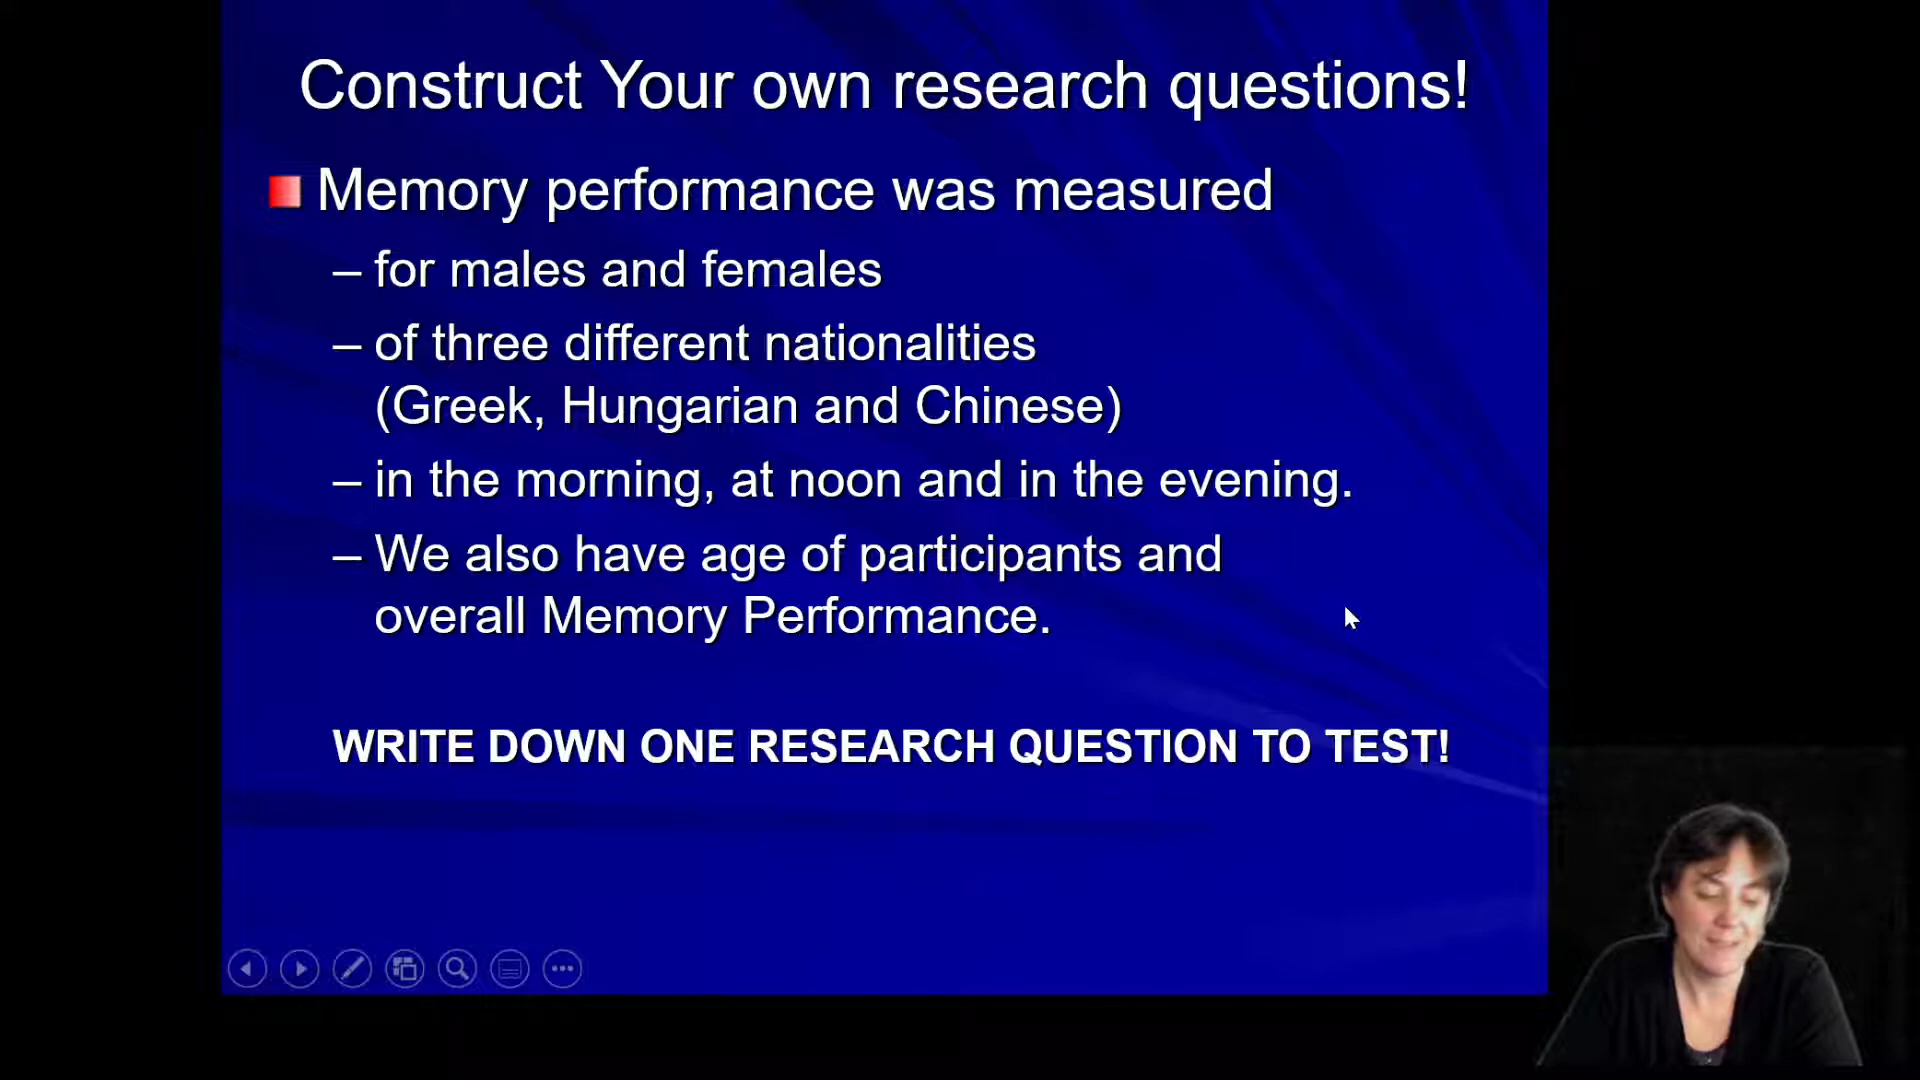 Construct Your own research questions!
Memory performance was measured
– for males and females
– of three different nationalities
(Greek, Hungarian and Chinese)
– in the morning, at noon and in the evening.
– We also have age of participants and
overall Memory Performance.
WRITE DOWN ONE RESEARCH QUESTION TO TEST!